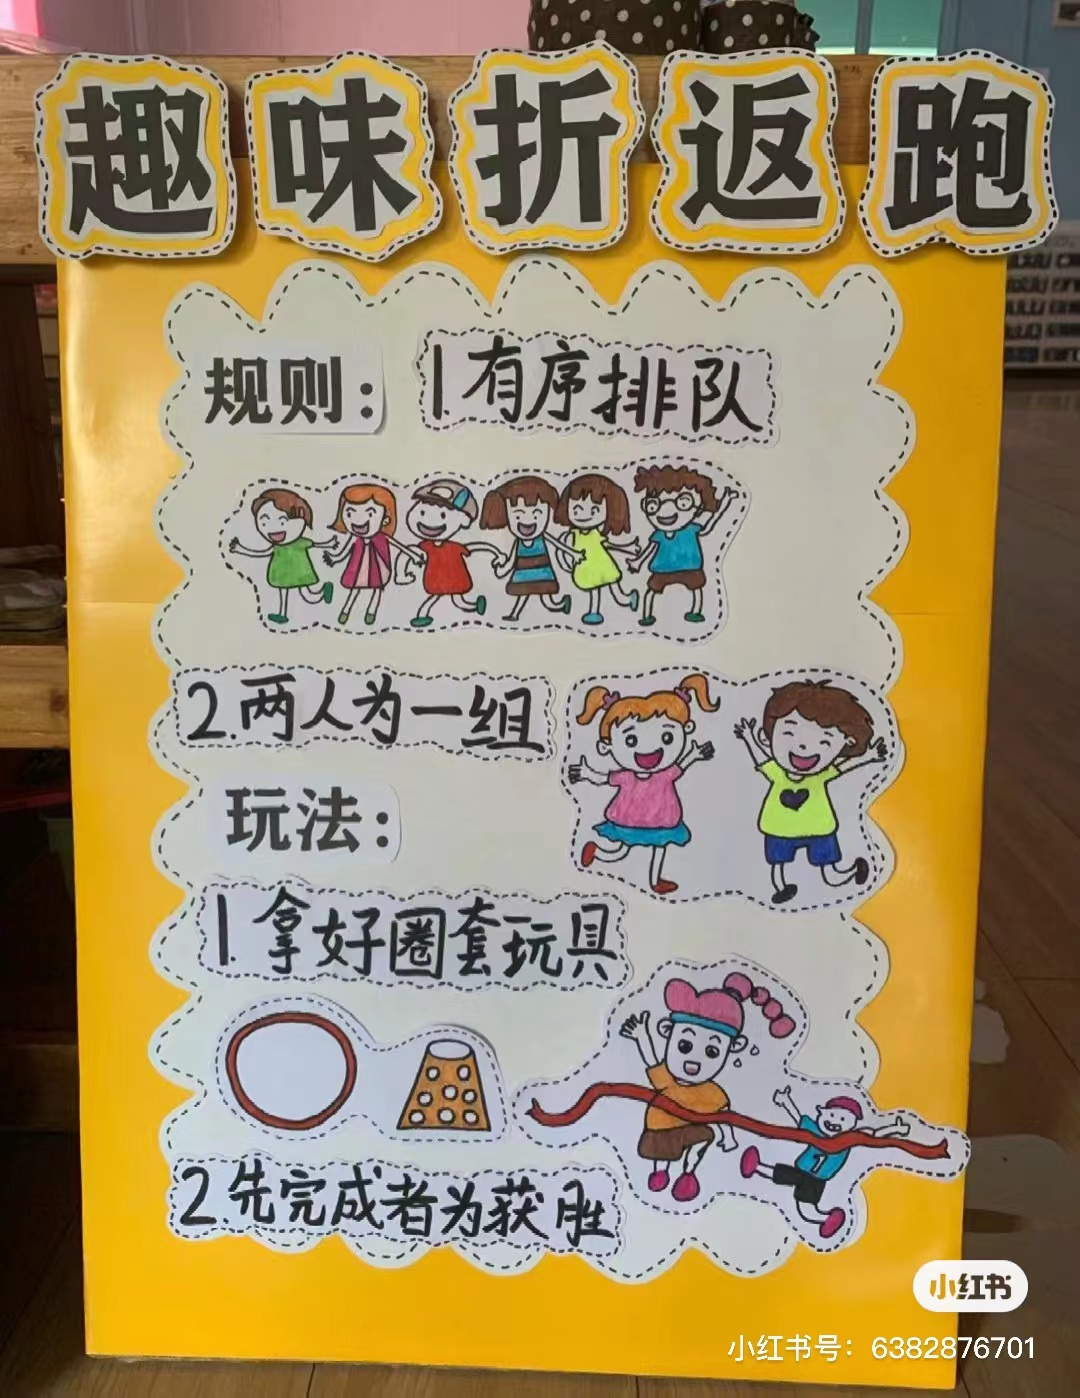 趣味折返跑
规则：1.有序排队
2.两人为一组
玩法：
1.拿好圈套玩具
2.先完成者为获胜
1
小红书
小红书号：6382876701